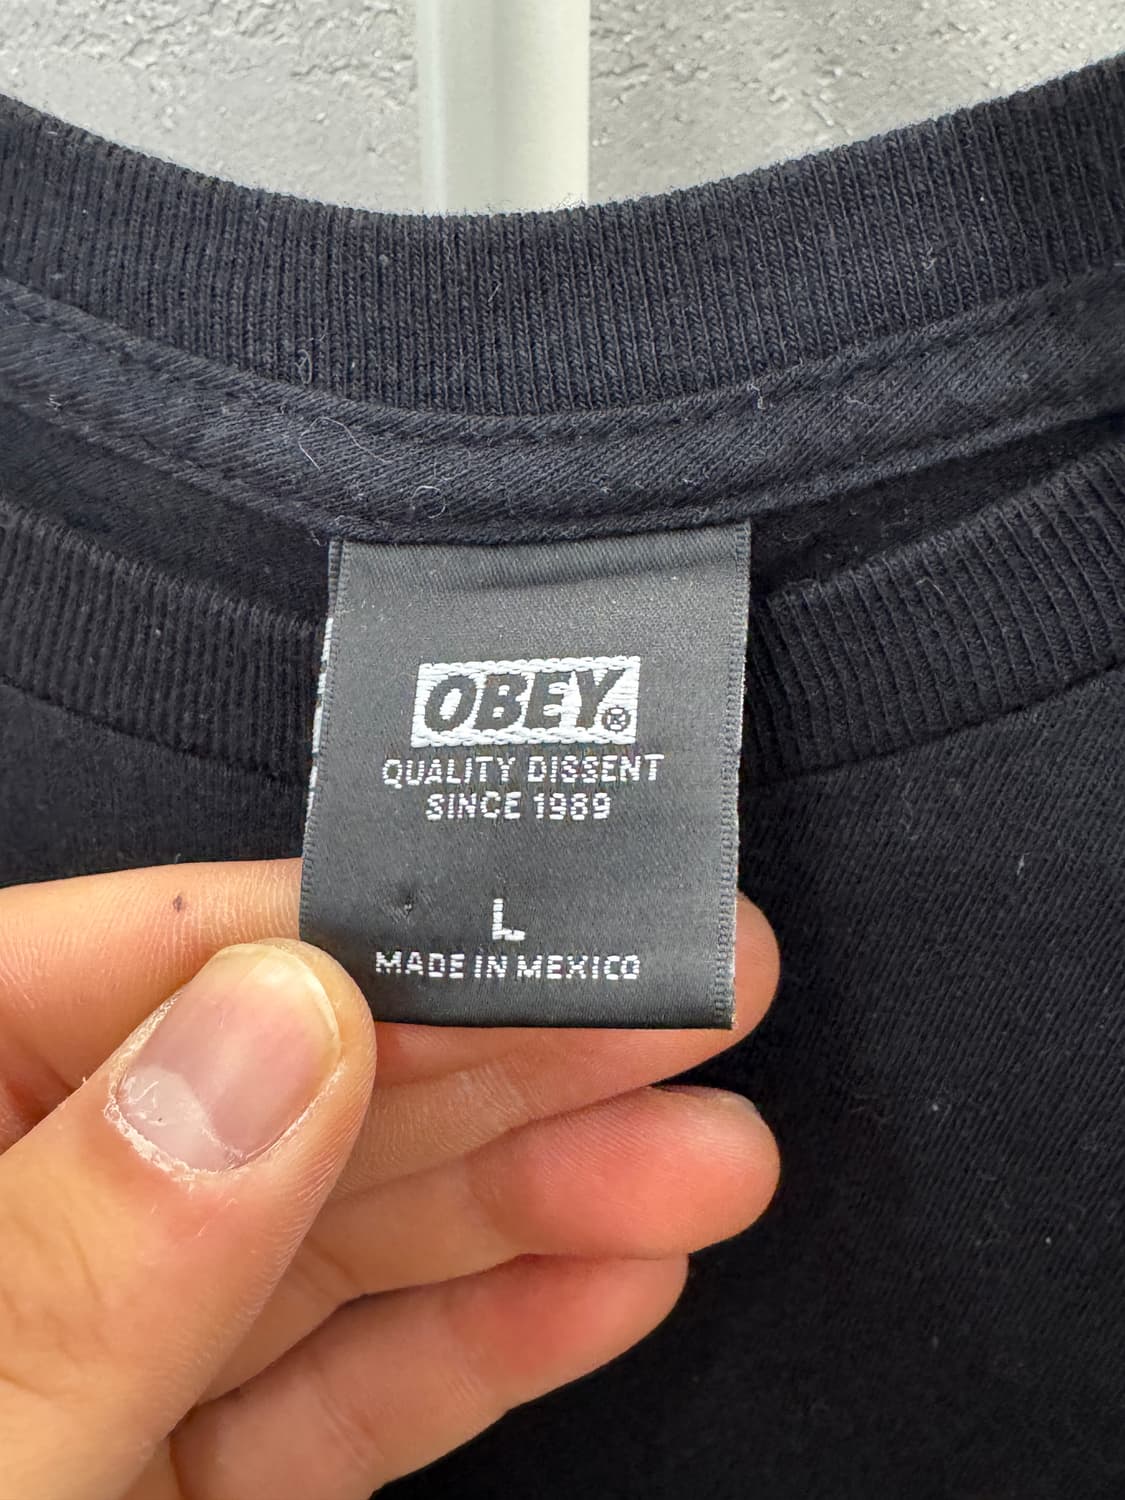 OBEY®
QUALITY DISSENT
SINCE 1989
L
MADE IN MEXICO